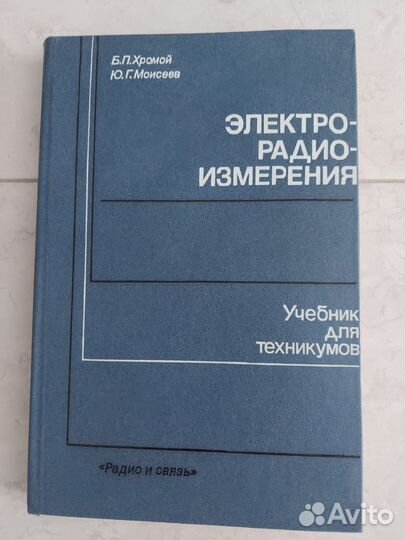 Б.П.Хромой
Ю.Г.Моисеев
ЭЛЕКТРО-
РАДИО-
ИЗМЕРЕНИЯ
Учебник
для
техникумов
«Радио и связь»
Avito